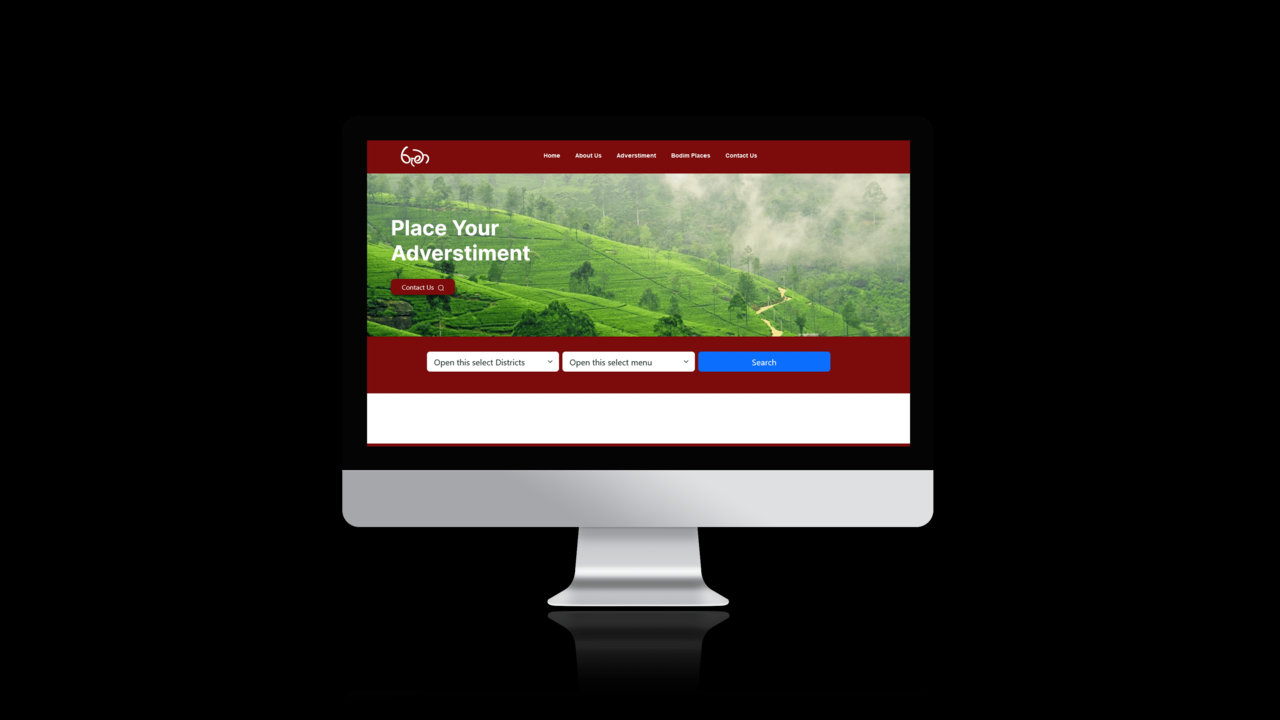 Home About Us Adverstiment Bodim Places Contact Us
Place Your
Adverstiment
Contact Us
Open this select Districts Open this select menu Search